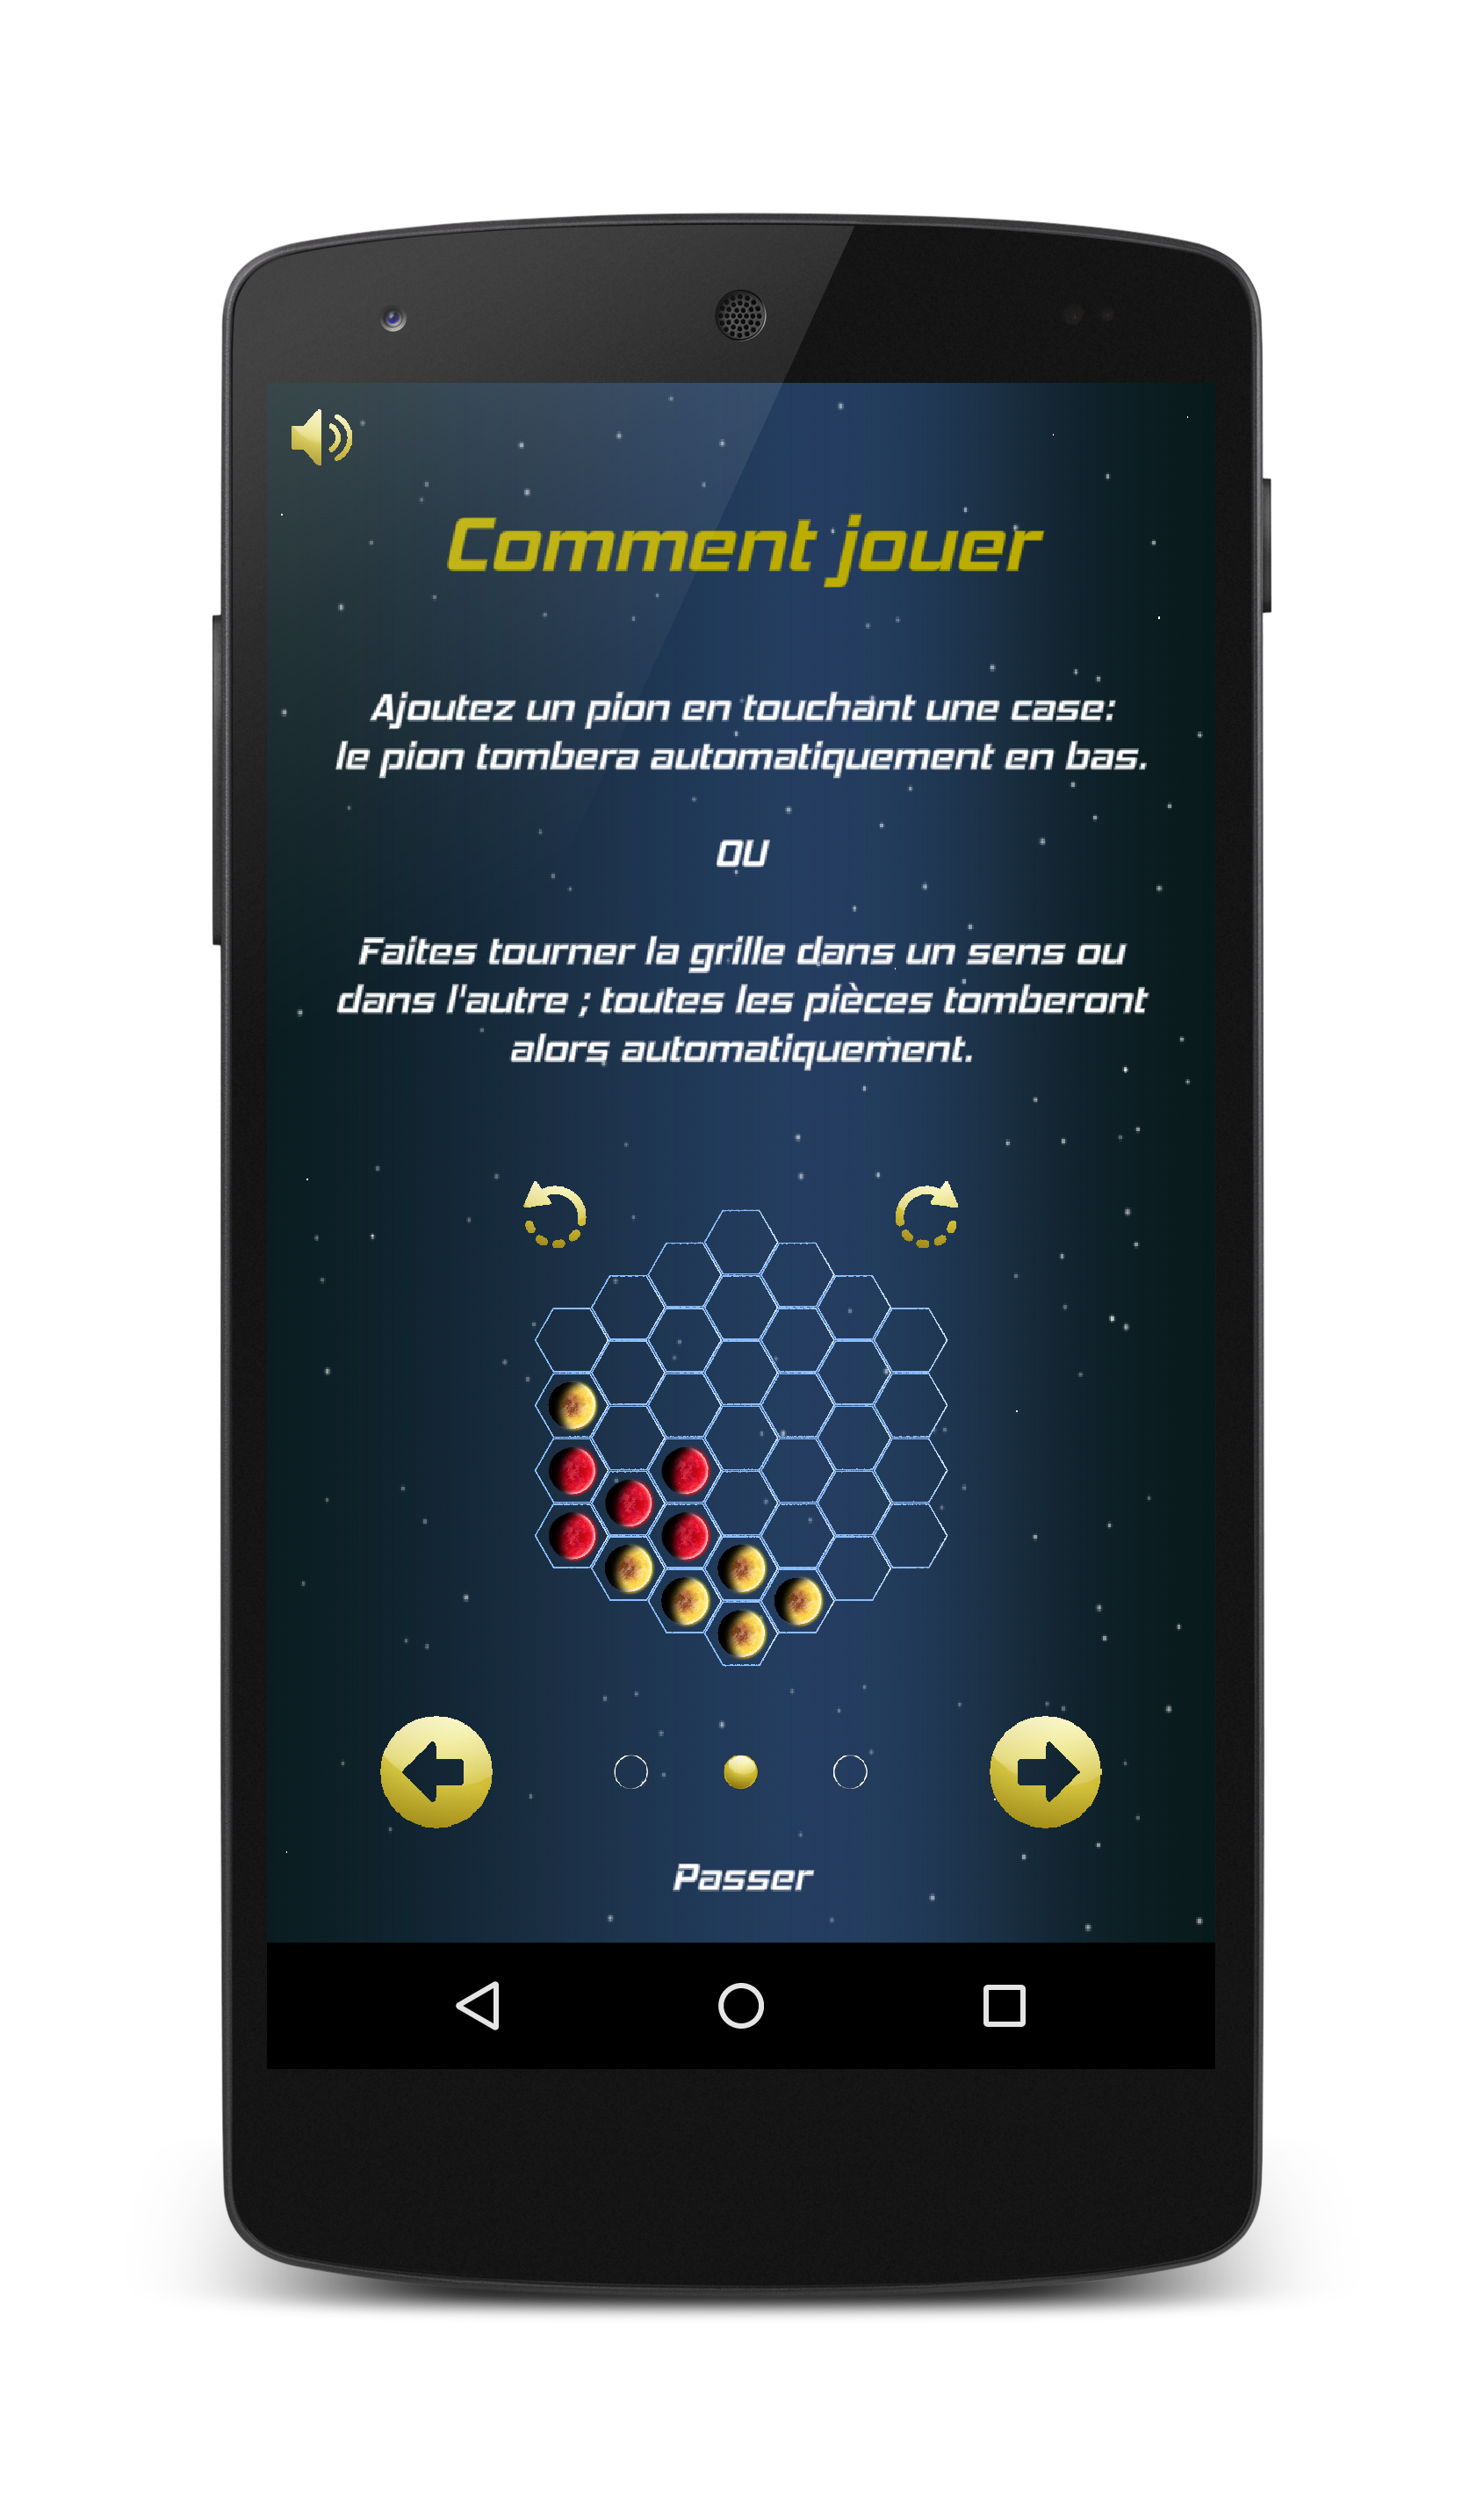 Comment jouer
Ajoutez un pion en touchant une case:
le pion tombera automatiquement en bas.
OU
Faites tourner la grille dans un sens ou
dans l'autre ; toutes les pièces tomberont
alors automatiquement.
Passer